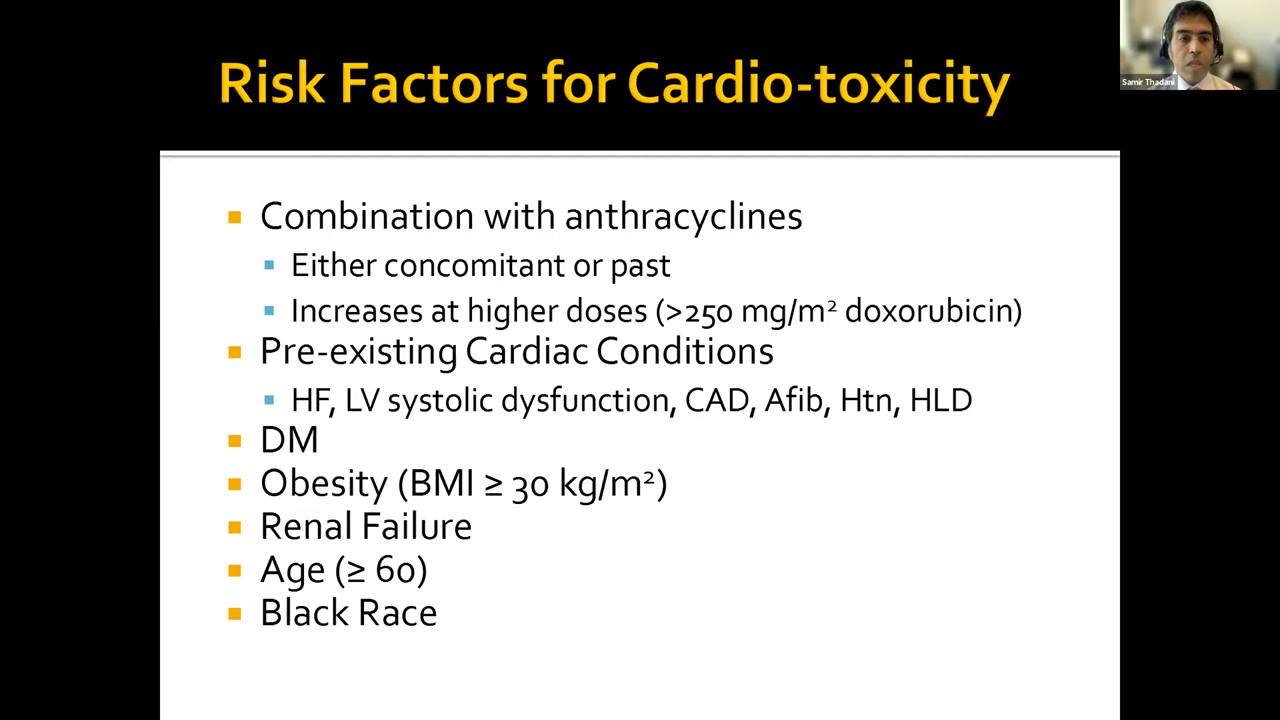 Risk Factors for Cardio-toxicity
Samir Thadani
Combination with anthracyclines
Either concomitant or past
Increases at higher doses (>250 mg/m² doxorubicin)
Pre-existing Cardiac Conditions
HF, LV systolic dysfunction, CAD, Afib, Htn, HLD
DM
Obesity (BMI ≥ 30 kg/m²)
Renal Failure
Age (≥ 60)
Black Race